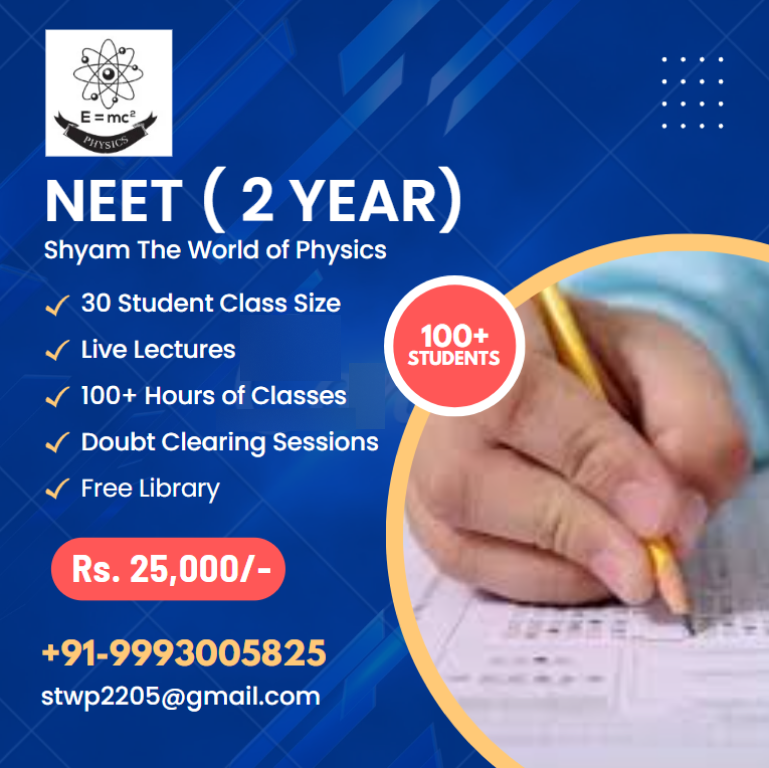 E = mc²
PHYSICS
NEET ( 2 YEAR)
Shyam The World of Physics
30 Student Class Size
Live Lectures
100+ Hours of Classes
Doubt Clearing Sessions
Free Library
100+
STUDENTS
Rs. 25,000/-
+91-9993005825
stwp2205@gmail.com